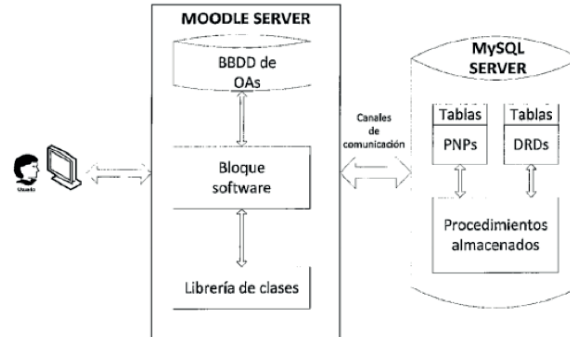 MOODLE SERVER
BBDD de
OAs
Bloque
software
Librería de clases
Usuario
Canales
de
comunicación
MySQL
SERVER
Tablas
PNPs
Tablas
DRDs
Procedimientos
almacenados